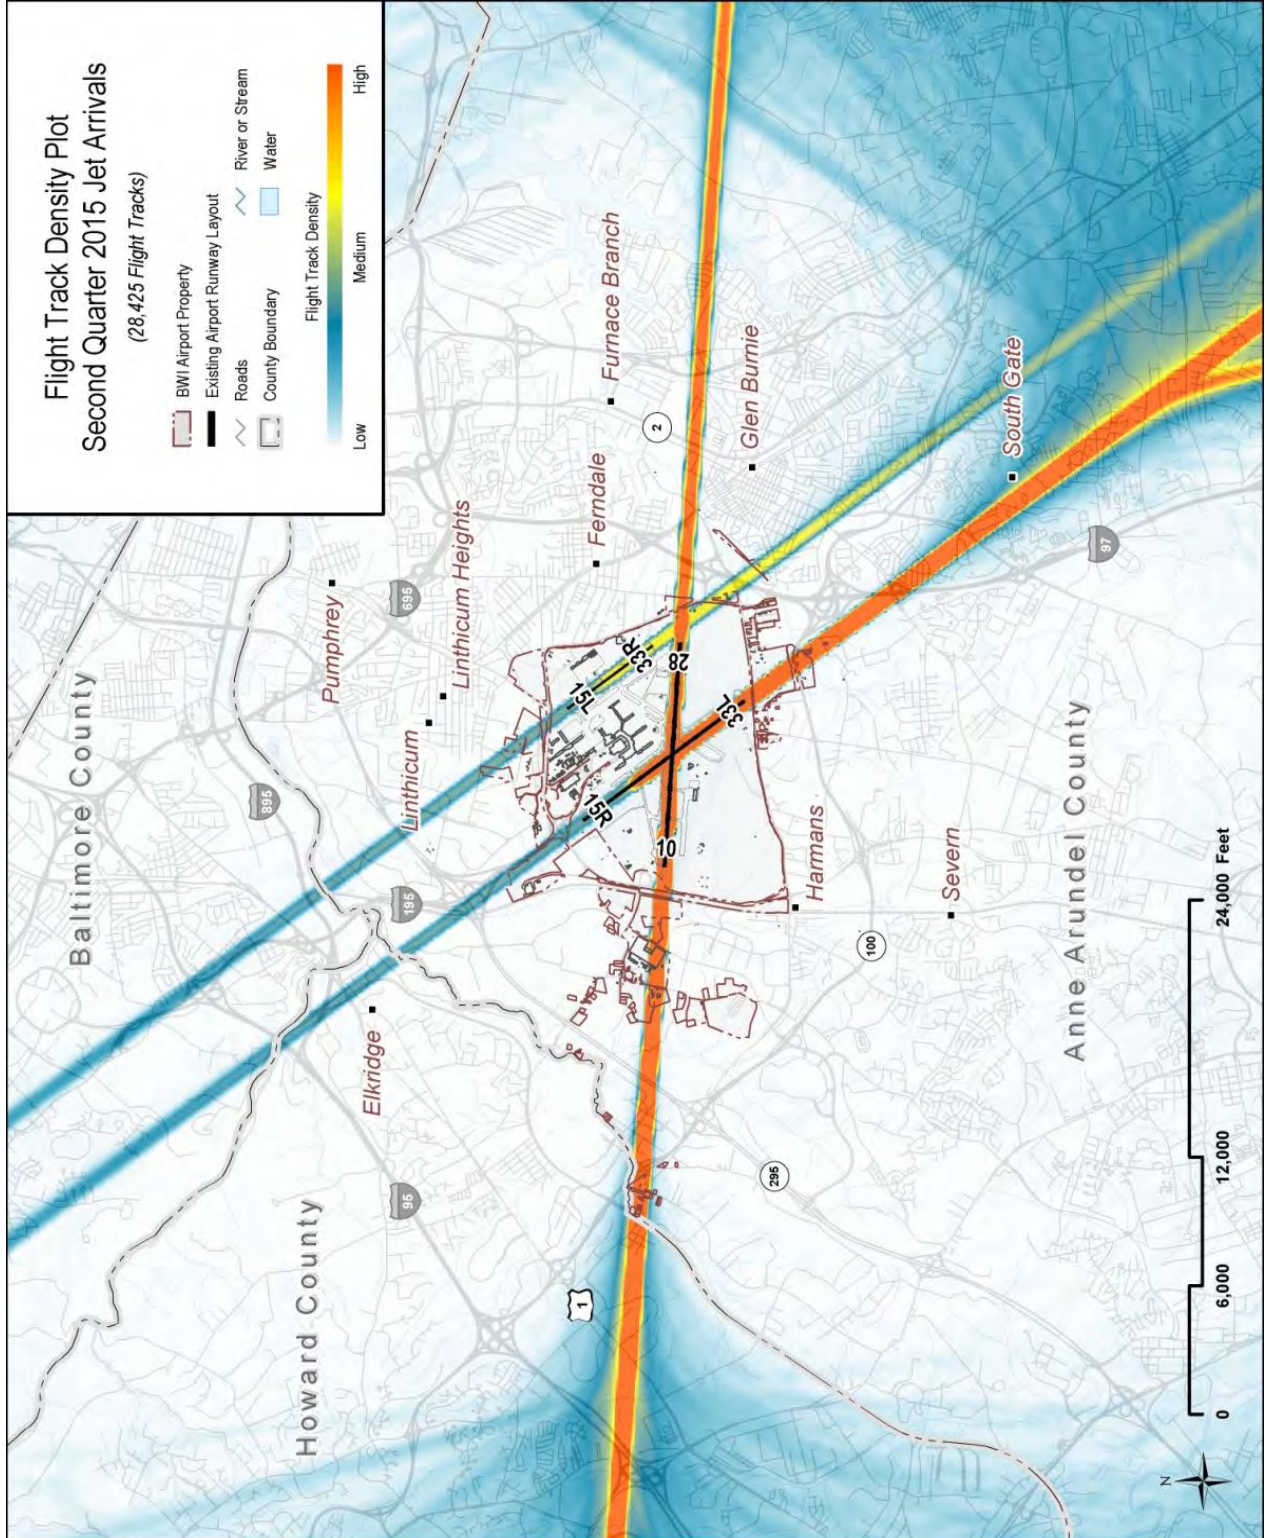 Flight Track Density Plot
Second Quarter 2015 Jet Arrivals
(28,425 Flight Tracks)
BWI Airport Property
Existing Airport Runway Layout
Roads
River or Stream
County Boundary
Water
Flight Track Density
Low
Medium
High
Baltimore County
Pumphrey
695
895
Linthicum Heights
Linthicum
Ferndale
Furnace Branch
195
Elkridge
2
Glen Burnie
15L
33R
15R
28
10
33L
Howard County
95
1
295
Harmans
100
Severn
South Gate
97
Anne Arundel County
N
0
6,000
12,000
24,000 Feet